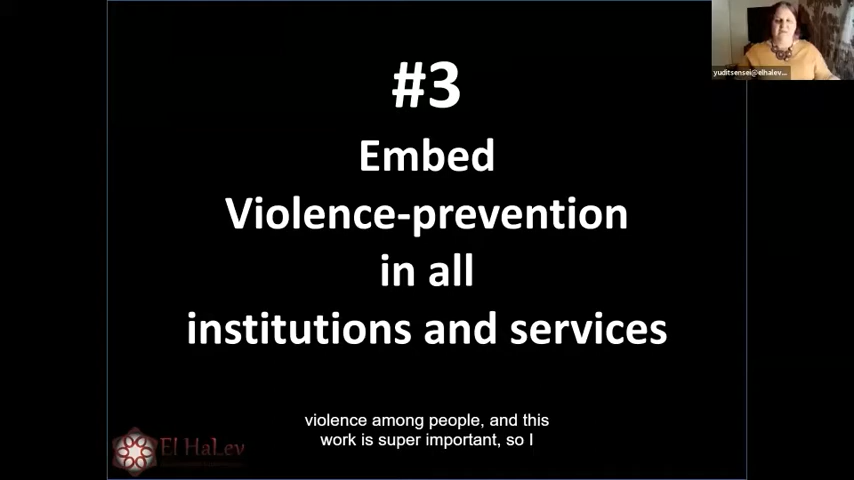 #3
Embed
Violence-prevention
in all
institutions and services
yuditsensei@elhalev...
violence among people, and this
work is super important, so I
El HaLev